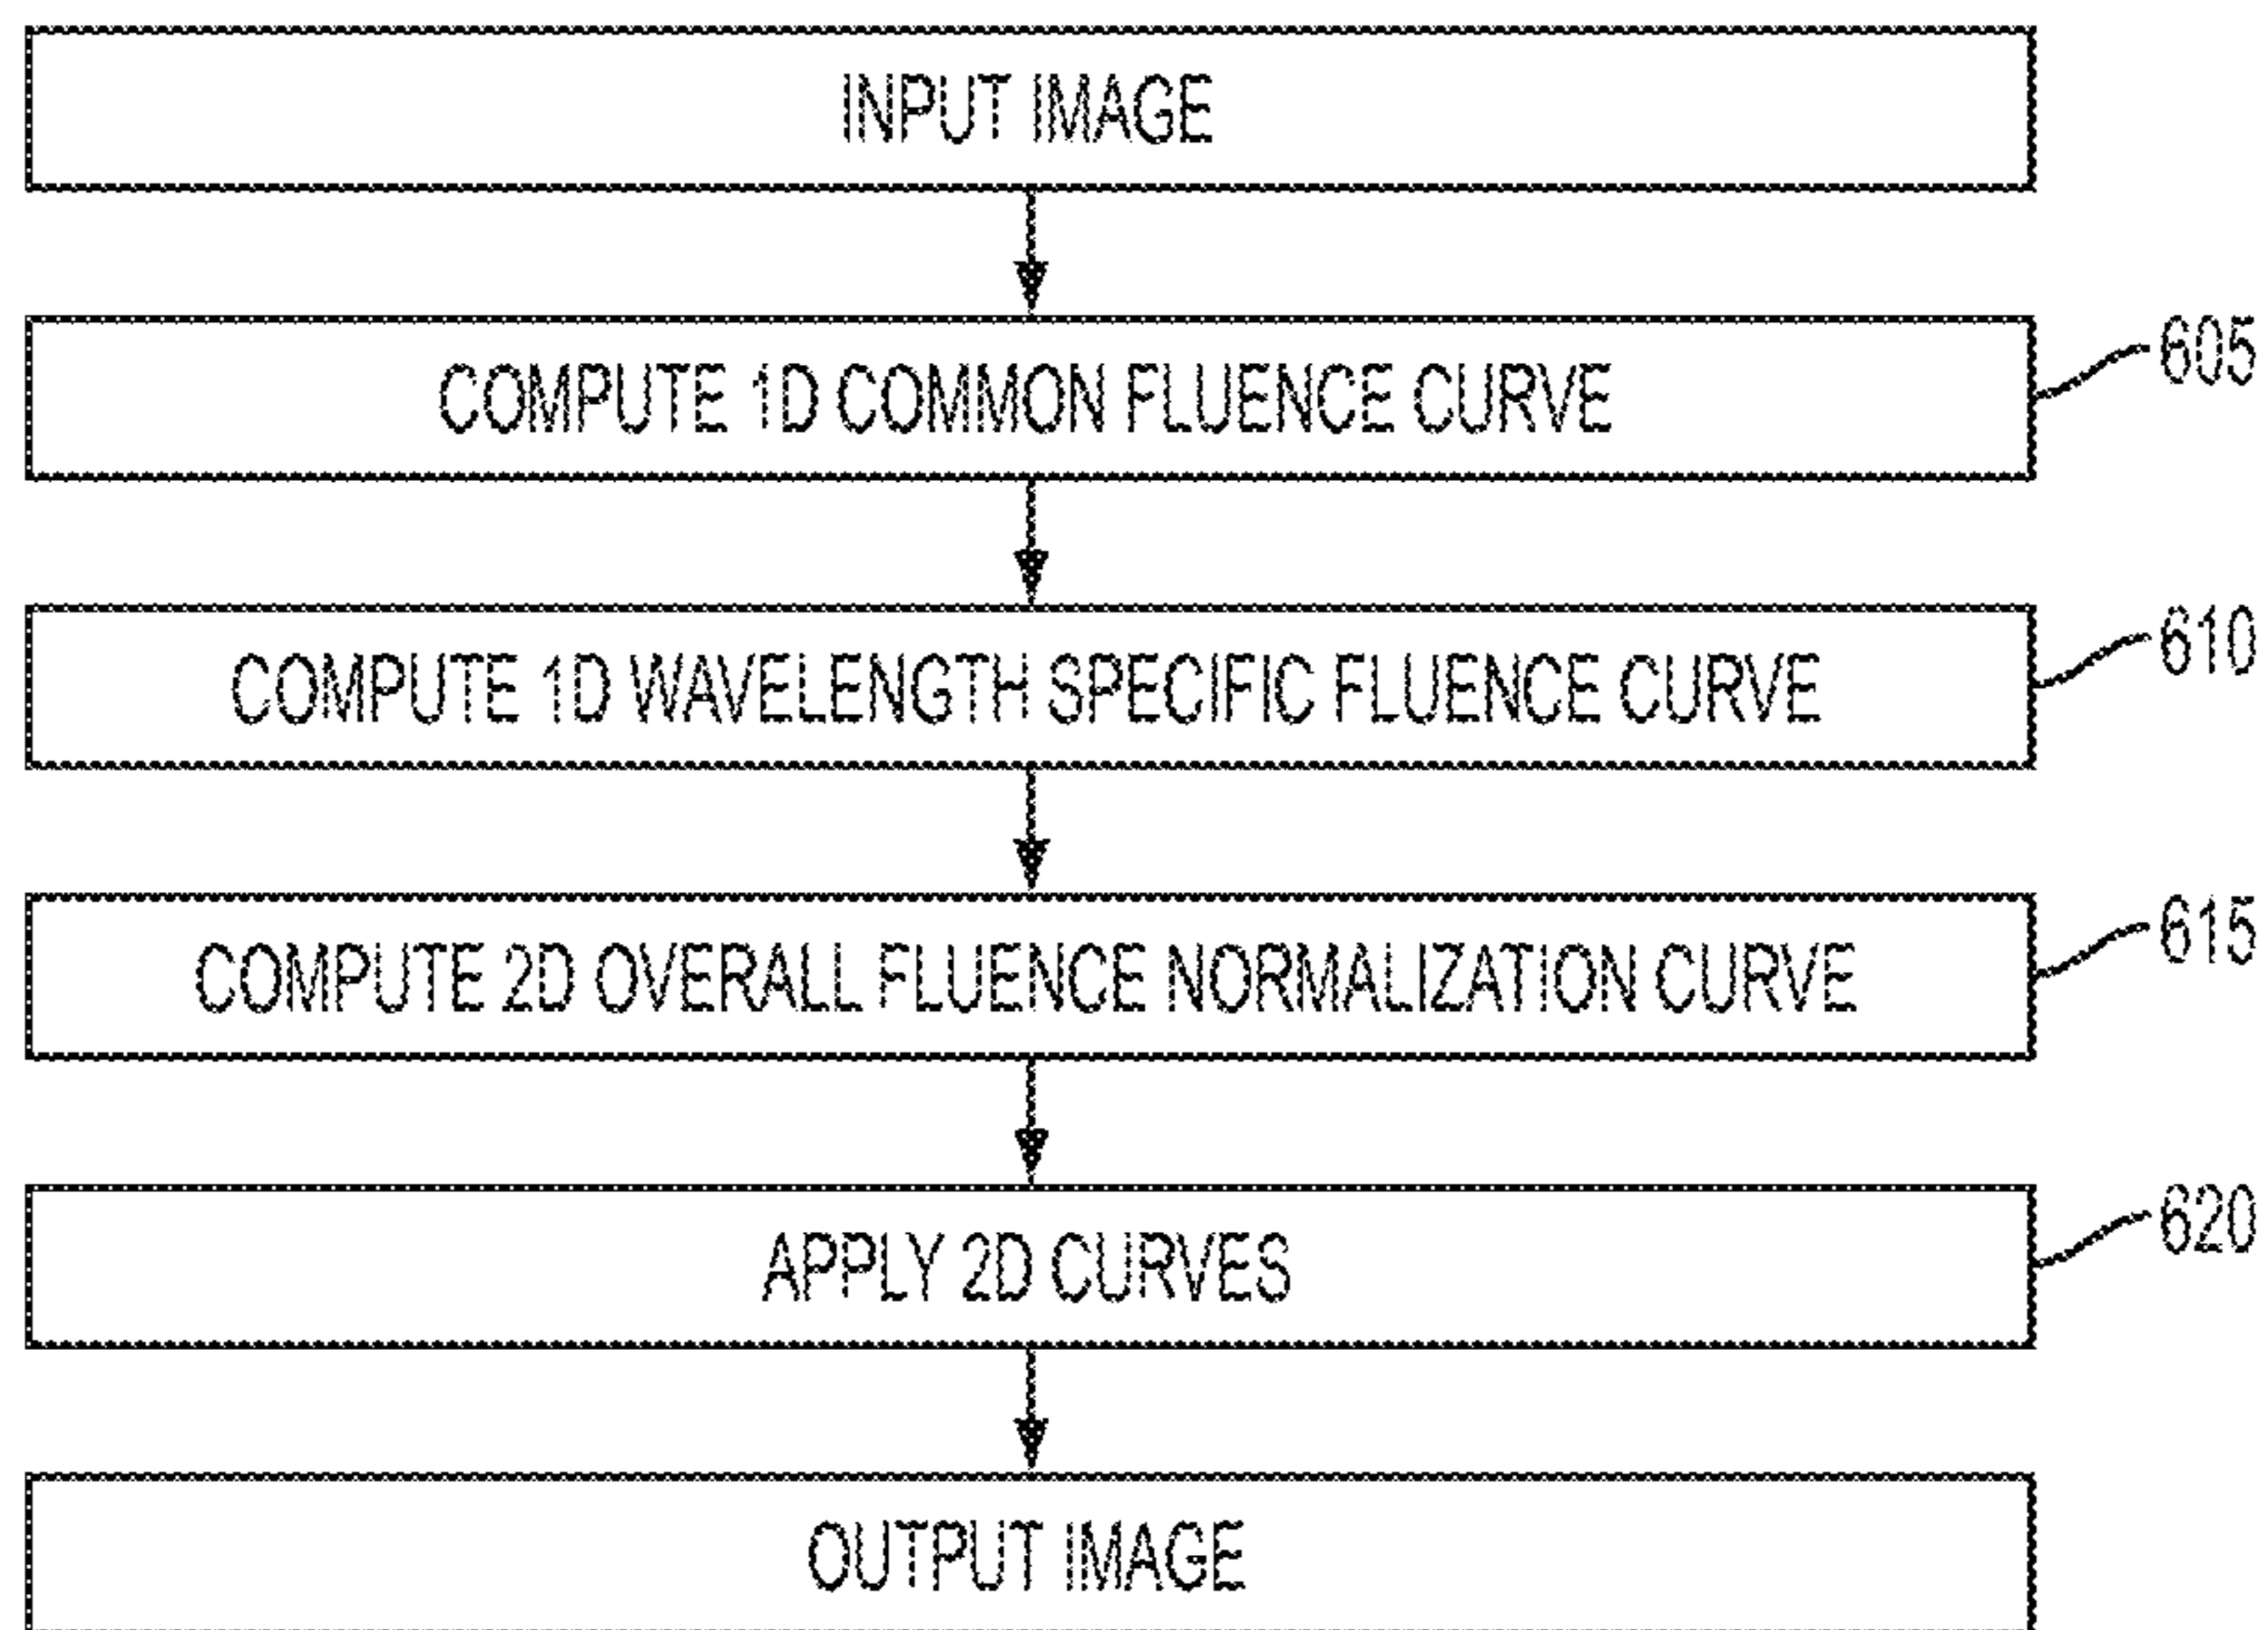 INPUT IMAGE
COMPUTE 1D COMMON FLUENCE CURVE
605
COMPUTE 1D WAVELENGTH SPECIFIC FLUENCE CURVE
610
COMPUTE 2D OVERALL FLUENCE NORMALIZATION CURVE
615
APPLY 2D CURVES
620
OUTPUT IMAGE